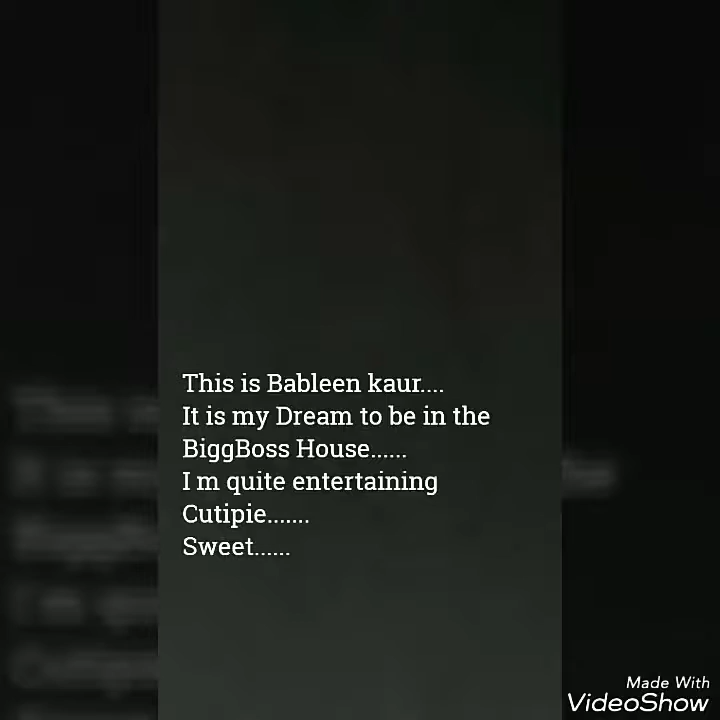 This is Bableen kaur....
It is my Dream to be in the
BiggBoss House......
I m quite entertaining
Cutipie.......
Sweet......
Made With
VideoShow